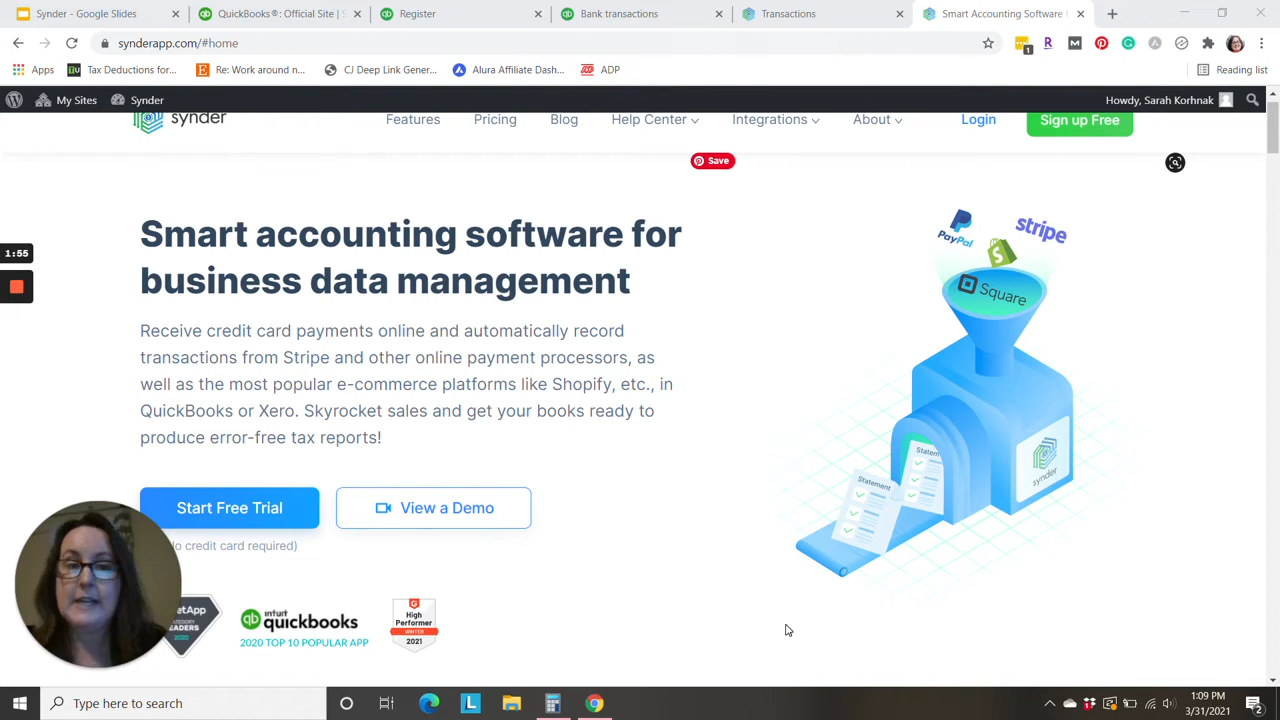 Synder - Google Slides
QuickBooks®: Official Site | S
Register
Bank transactions
Transactions
Smart Accounting Software
synderapp.com/#home
1
Reading list
Apps
Tax Deductions for...
Re: Work around n...
CJ Deep Link Gener...
Alura Affiliate Dash...
ADP
My Sites
Synder
Howdy, Sarah Korhnak
synder
Features
Pricing
Blog
Help Center
Integrations
About
Login
Sign up Free
Save
1:55
Smart accounting software for
business data management
Receive credit card payments online and automatically record
transactions from Stripe and other online payment processors, as
well as the most popular e-commerce platforms like Shopify, etc., in
QuickBooks or Xero. Skyrocket sales and get your books ready to
produce error-free tax reports!
PayPal
stripe
Square
Statement
Statem
synder
Start Free Trial
View a Demo
o credit card required)
etApp
CATEGORY
EADERS
2020
intuit
quickbooks
2020 TOP 10 POPULAR APP
High
Performer
WINTER
2021
Type here to search
1:09 PM
3/31/2021
2